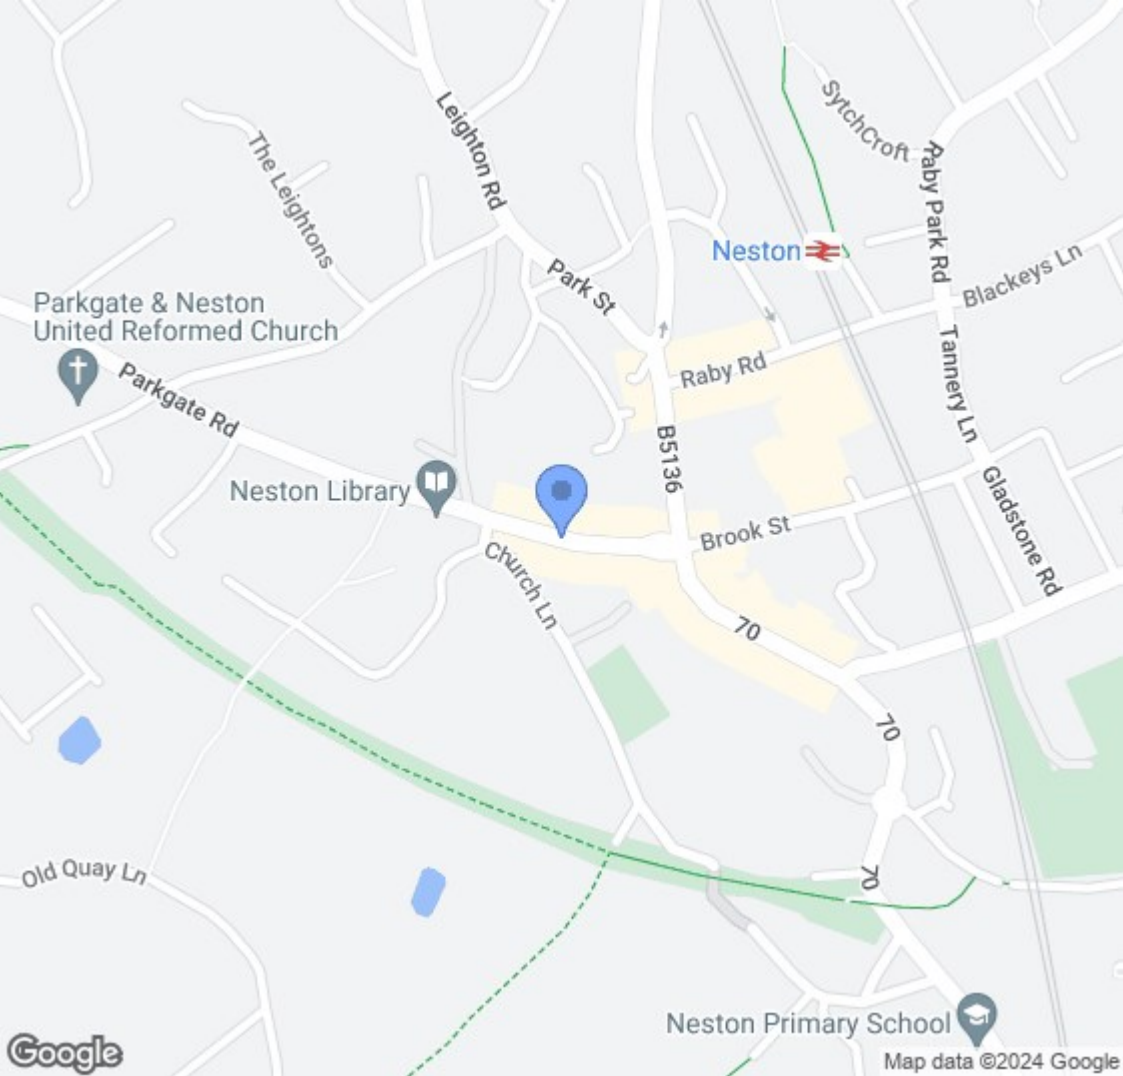 Leighton Rd
SytchCroft
The Leightons
Raby Park Rd
Neston
Park St
Blackeys Ln
Parkgate & Neston
United Reformed Church
Raby Rd
Tannery Ln
Parkgate Rd
B5136
Neston Library
Gladstone Rd
Brook St
Church Ln
70
70
Old Quay Ln
70
Neston Primary School
Google
Map data ©2024 Google